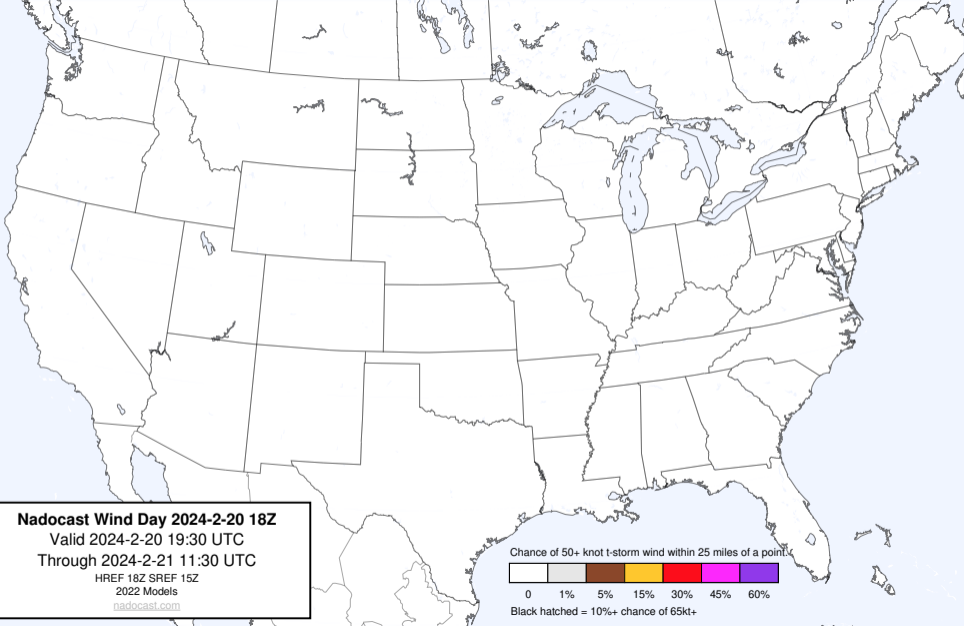 Nadocast Wind Day 2024-2-20 18Z
Valid 2024-2-20 19:30 UTC
Through 2024-2-21 11:30 UTC
HREF 18Z SREF 15Z
2022 Models
nadocast.com
Chance of 50+ knot t-storm wind within 25 miles of a point.
0 1% 5% 15% 30% 45% 60%
Black hatched = 10%+ chance of 65kt+